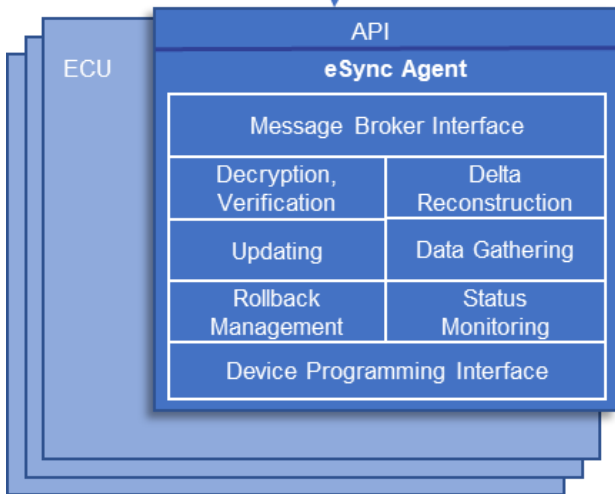 API
ECU
eSync Agent
Message Broker Interface
Decryption,
Verification
Delta
Reconstruction
Updating
Data Gathering
Rollback
Management
Status
Monitoring
Device Programming Interface